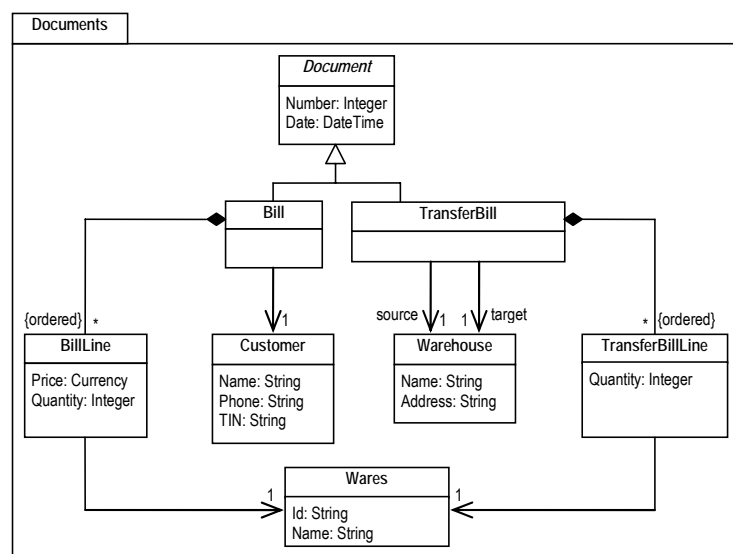 Documents
Document
Number: Integer
Date: DateTime
Bill
TransferBill
source 1 1 target
{ordered} *
1
* {ordered}
BillLine
Price: Currency
Quantity: Integer
Customer
Name: String
Phone: String
TIN: String
Warehouse
Name: String
Address: String
TransferBillLine
Quantity: Integer
1
Wares
Id: String
Name: String
1